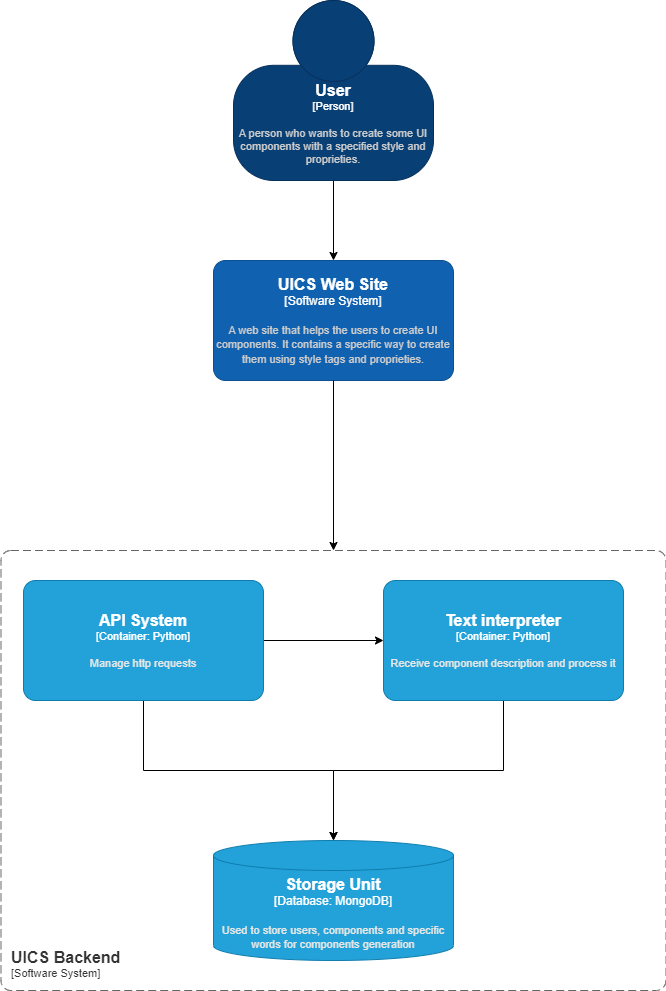 User
[Person]
A person who wants to create some UI
components with a specified style and
proprieties.
UICS Web Site
[Software System]
A web site that helps the users to create UI
components. It contains a specific way to create
them using style tags and proprieties.
API System
[Container: Python]
Manage http requests
Text interpreter
[Container: Python]
Receive component description and process it
Storage Unit
[Database: MongoDB]
Used to store users, components and specific
words for components generation
UICS Backend
[Software System]